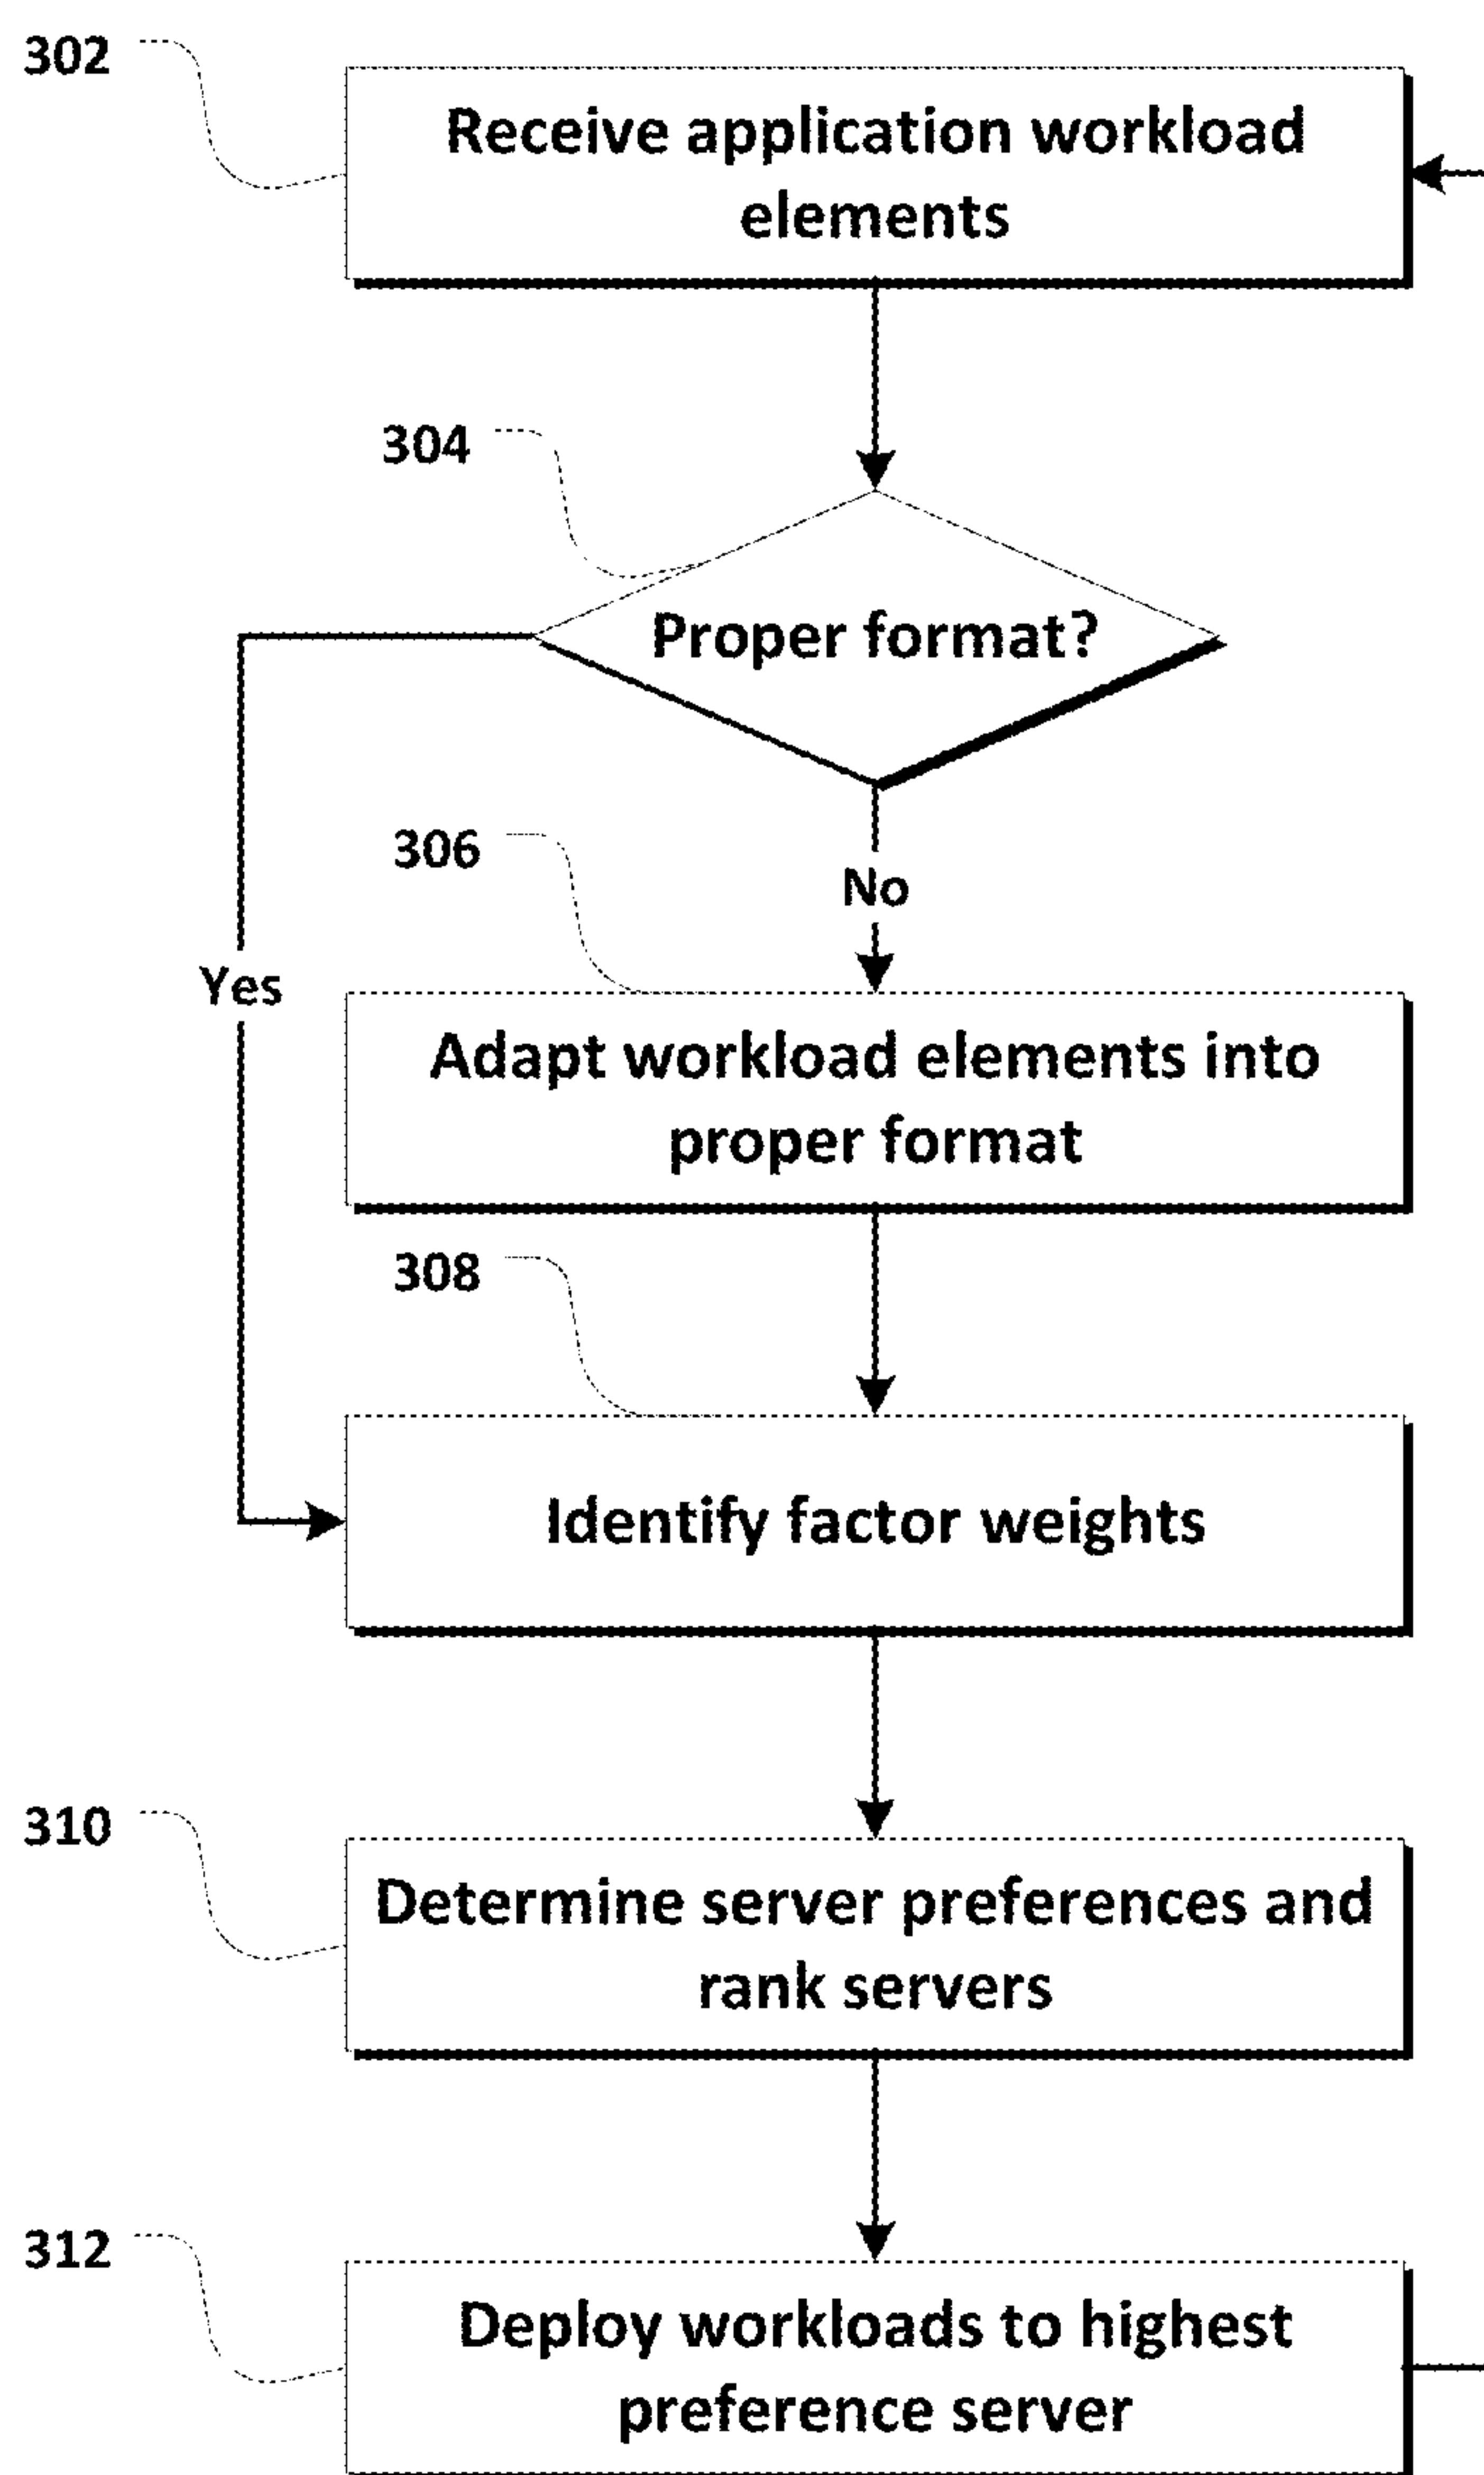 302
Receive application workload
elements
304
Proper format?
306
No
Yes
Adapt workload elements into
proper format
308
Identify factor weights
310
Determine server preferences and
rank servers
312
Deploy workloads to highest
preference server